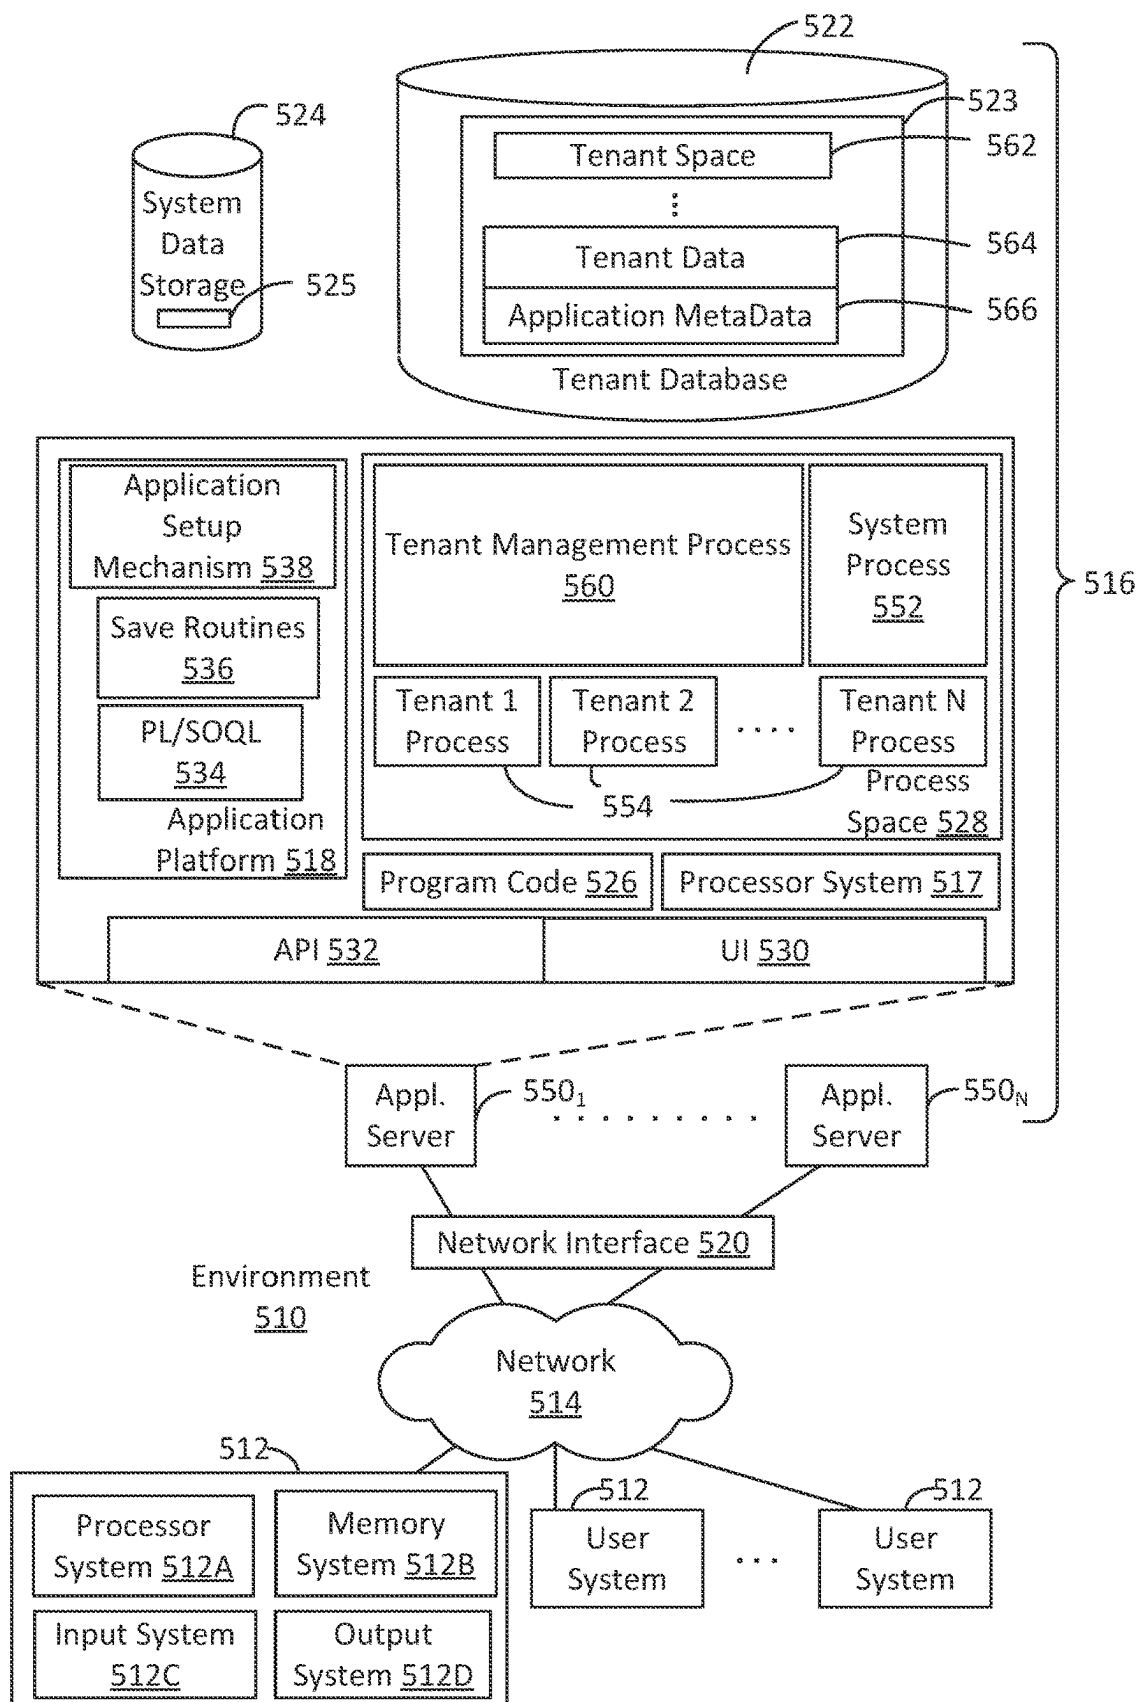 522
523
524
Tenant Space
562
System
Data
Storage
Tenant Data
564
525
Application MetaData
566
Tenant Database
Application
Setup
Mechanism 538
Tenant Management Process
560
System
Process
552
516
Save Routines
536
PL/SOQL
534
Tenant 1
Process
Tenant 2
Process
....
Tenant N
Process
554
Process
Space 528
Application
Platform 518
Program Code 526
Processor System 517
API 532
UI 530
Appl.
Server
550₁
Appl.
Server
550N
Network Interface 520
Environment
510
Network
514
512
512
512
Processor
System 512A
Memory
System 512B
User
System
...
User
System
Input System
512C
Output
System 512D